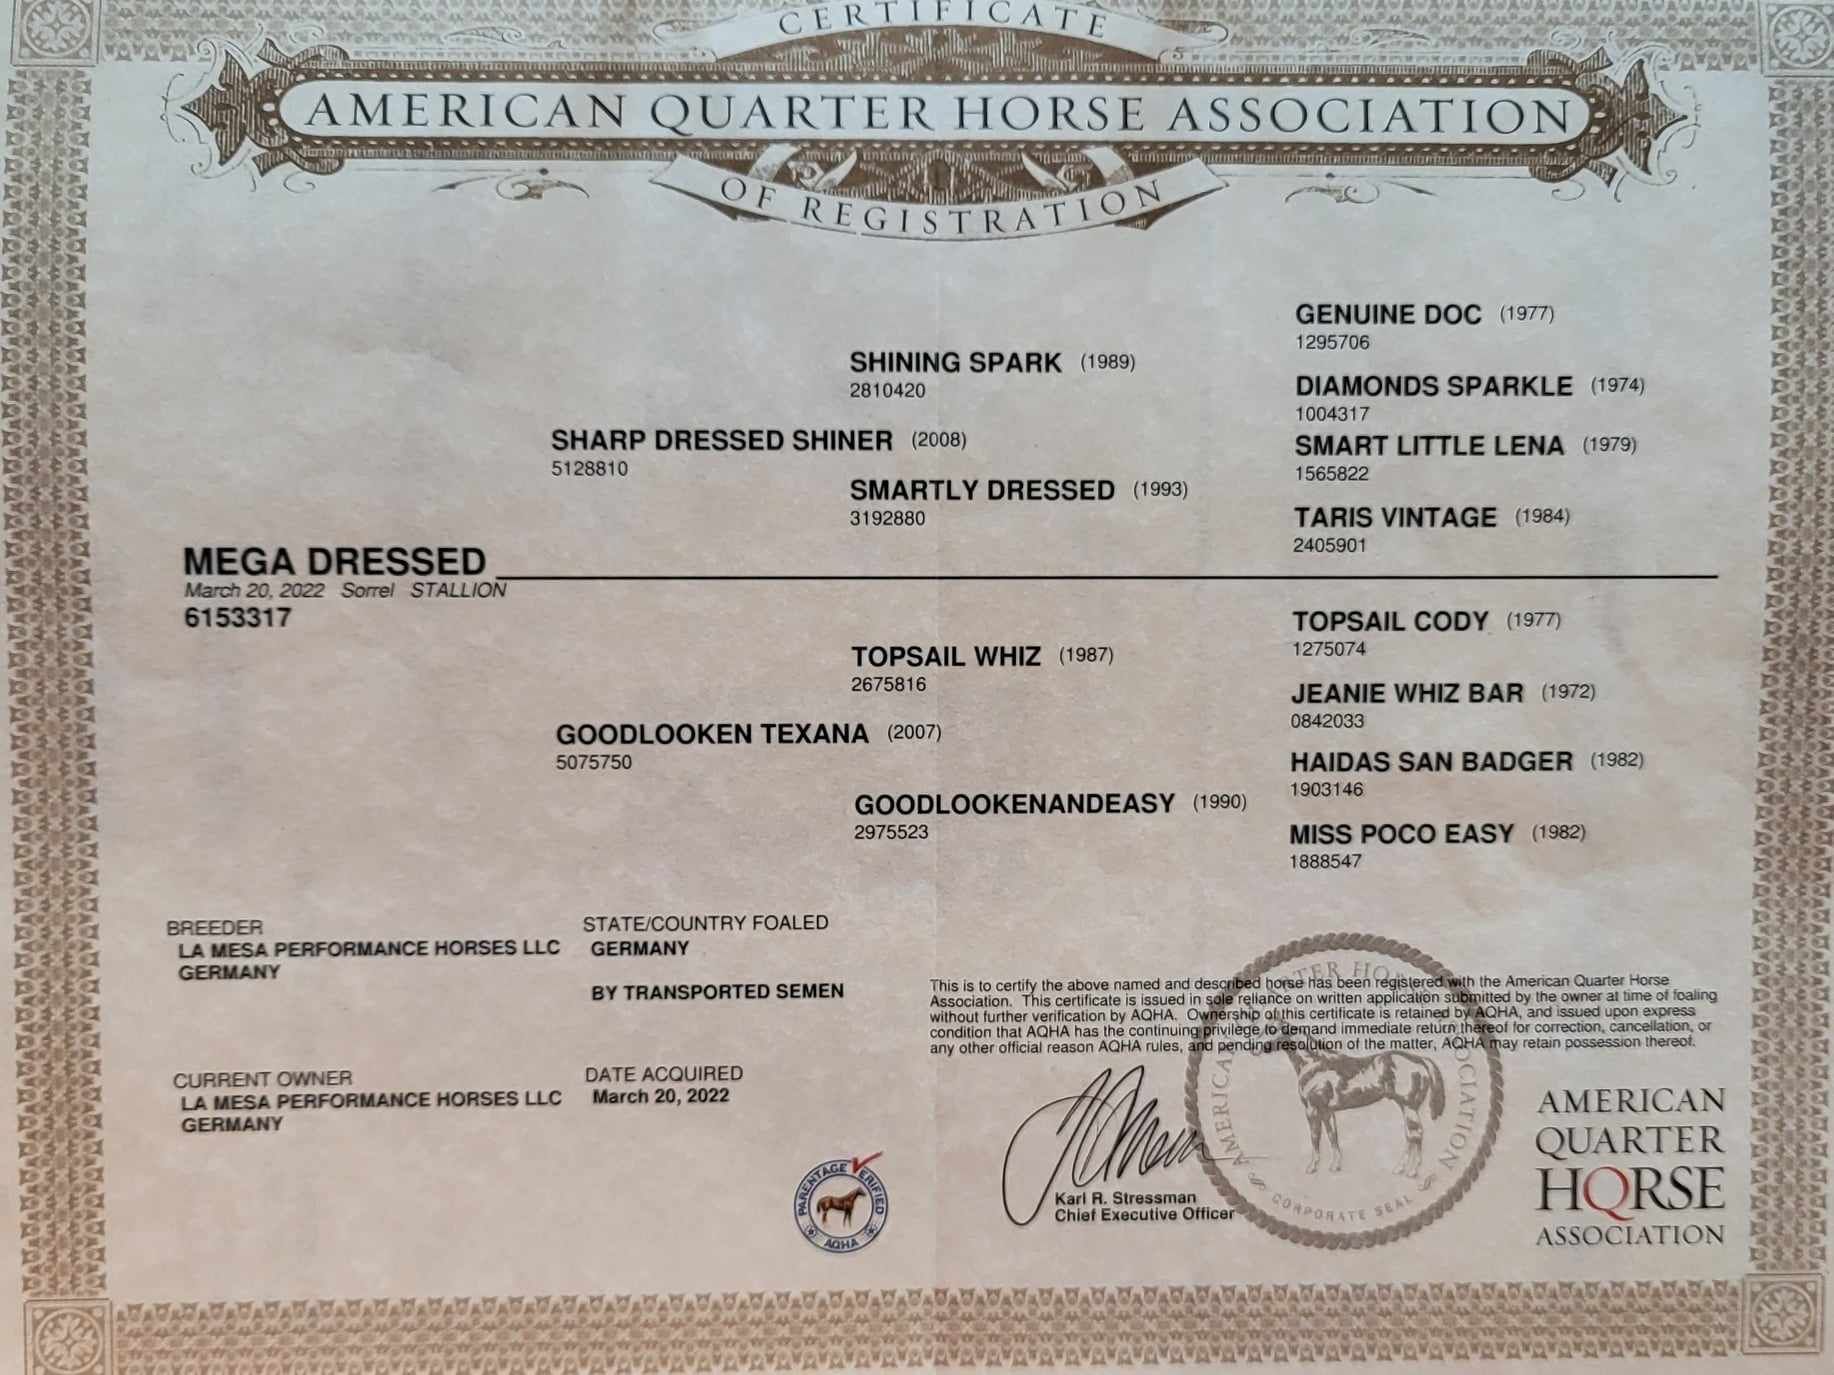 CERTIFICATE
AMERICAN QUARTER HORSE ASSOCIATION
OF REGISTRATION
GENUINE DOC (1977)
1295706
SHINING SPARK (1989)
2810420
DIAMONDS SPARKLE (1974)
1004317
SHARP DRESSED SHINER (2008)
5128810
SMART LITTLE LENA (1979)
1565822
SMARTLY DRESSED (1993)
3192880
TARIS VINTAGE (1984)
2405901
MEGA DRESSED
March 20, 2022 Sorrel STALLION
6153317
TOPSAIL CODY (1977)
1275074
TOPSAIL WHIZ (1987)
2675816
JEANIE WHIZ BAR (1972)
0842033
GOODLOOKEN TEXANA (2007)
5075750
HAIDAS SAN BADGER (1982)
1903146
GOODLOOKENANDEASY (1990)
2975523
MISS POCO EASY (1982)
1888547
BREEDER
LA MESA PERFORMANCE HORSES LLC
GERMANY
STATE/COUNTRY FOALED
GERMANY
BY TRANSPORTED SEMEN
This is to certify the above named and described horse has been registered with the American Quarter Horse
Association. This certificate is issued in sole reliance on written application submitted by the owner at time of foaling
without further verification by AQHA. Ownership of this certificate is retained by AQHA, and issued upon express
condition that AQHA has the continuing privilege to demand immediate return thereof for correction, cancellation, or
any other official reason AQHA rules, and pending resolution of the matter, AQHA may retain possession thereof.
CURRENT OWNER
LA MESA PERFORMANCE HORSES LLC
GERMANY
DATE ACQUIRED
March 20, 2022
PARENTAGE VERIFIED
AQHA
Karl R. Stressman
Chief Executive Officer
AMERICAN QUARTER HORSE ASSOCIATION
CORPORATE SEAL
AMERICAN
QUARTER
HORSE
ASSOCIATION